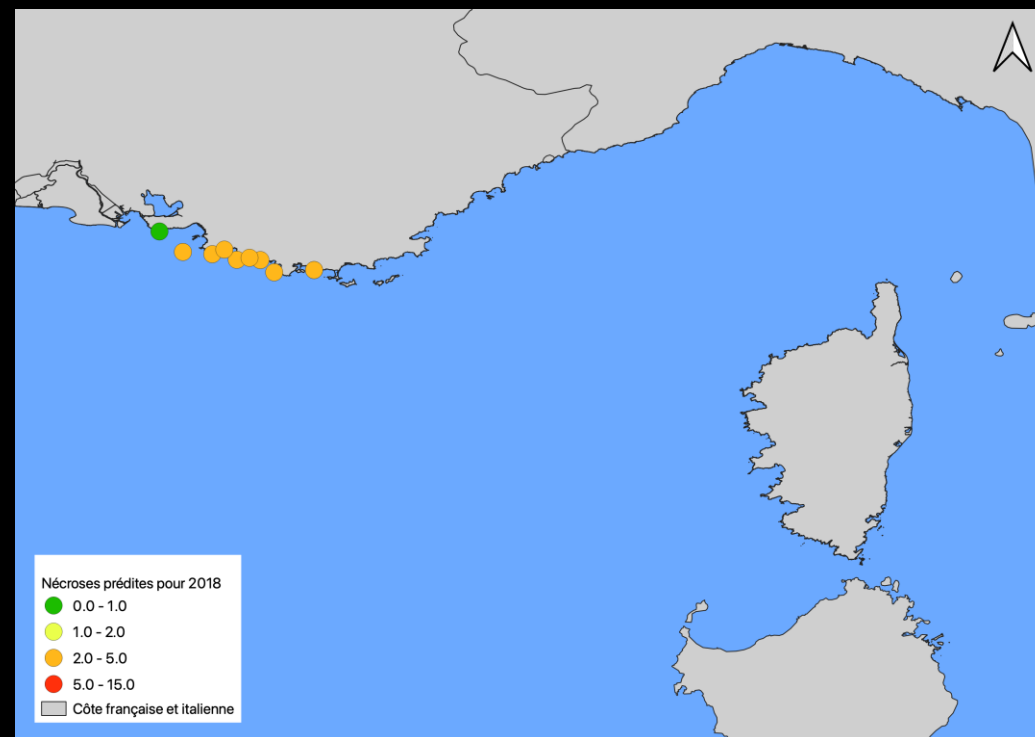 Nécroses prédites pour 2018
0.0 - 1.0
1.0 - 2.0
2.0 - 5.0
5.0 - 15.0
Côte française et italienne